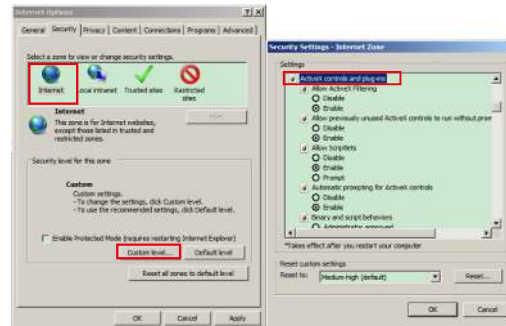 Internet Options
General Security Privacy Content Connections Programs Advanced
Select a zone to view or change security settings.
Internet Local intranet Trusted sites Restricted sites
Internet
This zone is for Internet websites,
except those listed in trusted and
restricted zones.
Sites
Security level for this zone
Custom
Custom settings.
- To change the settings, click Custom level.
- To use the recommended settings, click Default level.
Enable Protected Mode (requires restarting Internet Explorer)
Custom level... Default level
Reset all zones to default level
OK Cancel Apply
Security Settings - Internet Zone
Settings
ActiveX controls and plug-ins
Allow ActiveX Filtering
Disable
Enable
Allow previously unused ActiveX controls to run without pror
Disable
Enable
Allow Scriptlets
Disable
Enable
Prompt
Automatic prompting for ActiveX controls
Disable
Enable
Binary and script behaviors
Administrator approved
*Takes effect after you restart your computer
Reset custom settings
Reset to: Medium-high (default) Reset...
OK Cancel